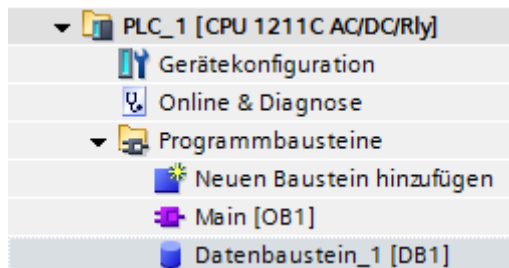 PLC_1 [CPU 1211C AC/DC/Rly]
Gerätekonfiguration
Online & Diagnose
Programmbausteine
Neuen Baustein hinzufügen
Main [OB1]
Datenbaustein_1 [DB1]